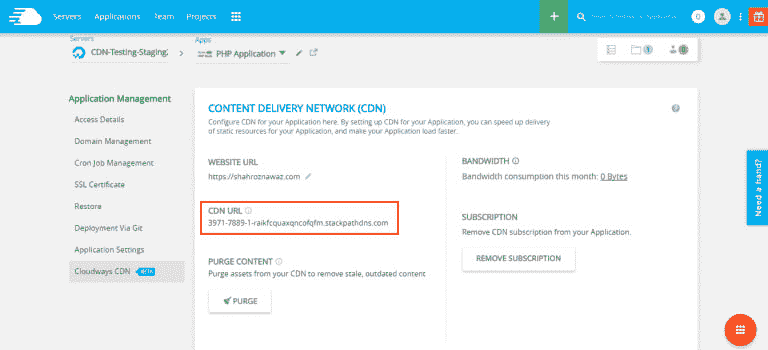 Servers Applications Team Projects
0
Servers
Apps
CDN-Testing-Staging
PHP Application
1
Application Management
Access Details
Domain Management
Cron Job Management
SSL Certificate
Restore
Deployment Via Git
Application Settings
Cloudways CDN BETA
CONTENT DELIVERY NETWORK (CDN)
Configure CDN for your Application here. By setting up CDN for your Application, you can speed up delivery
of static resources for your Application, and make your Application load faster.
WEBSITE URL
https://shahroznawaz.com
CDN URL
3971-7889-1-raikfcquaxqncofqfm.stackpathdns.com
PURGE CONTENT
Purge assets from your CDN to remove stale, outdated content
PURGE
BANDWIDTH
Bandwidth consumption this month: 0 Bytes
SUBSCRIPTION
Remove CDN subscription from your Application.
REMOVE SUBSCRIPTION
Need a hand?